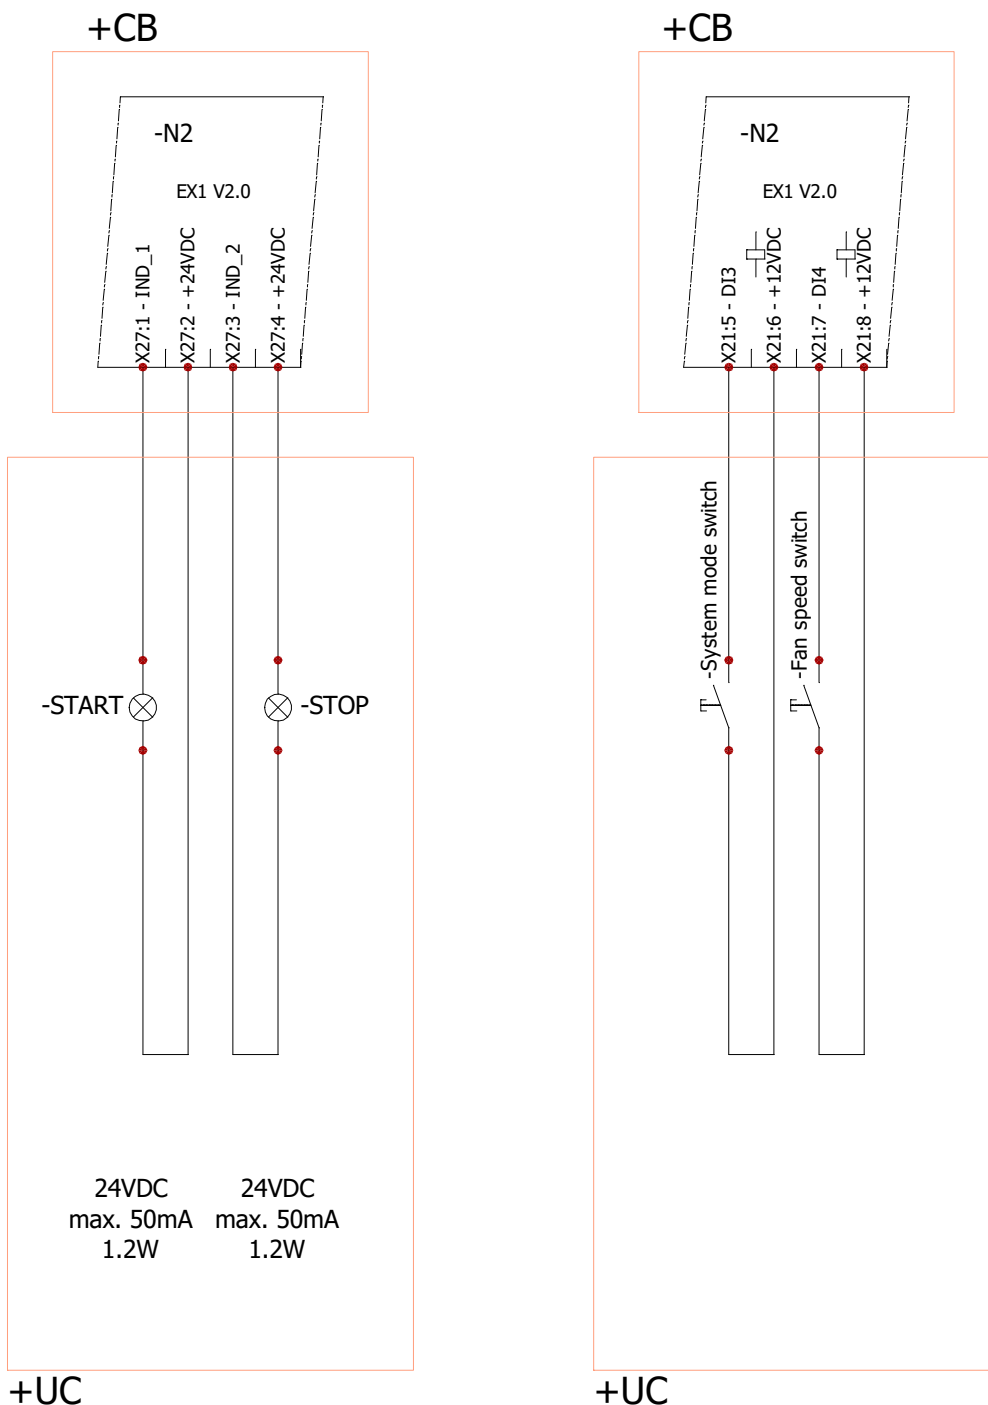 +CB
-N2
EX1 V2.0
X27:1 - IND_1
X27:2 - +24VDC
X27:3 - IND_2
X27:4 - +24VDC
-START
-STOP
24VDC
max. 50mA
1.2W
24VDC
max. 50mA
1.2W
+UC
+CB
-N2
EX1 V2.0
X21:5 - DI3
X21:6 - +12VDC
X21:7 - DI4
X21:8 - +12VDC
-System mode switch
-Fan speed switch
+UC